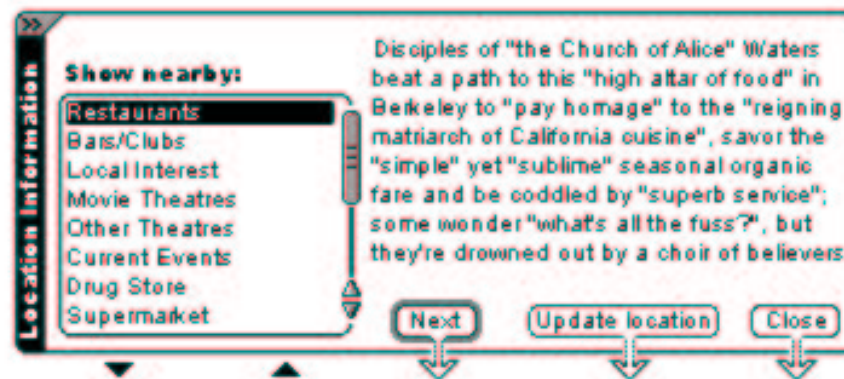 Location Information
Show nearby:
Restaurants
Bars/Clubs
Local Interest
Movie Theatres
Other Theatres
Current Events
Drug Store
Supermarket
Disciples of "the Church of Alice" Waters
beat a path to this "high altar of food" in
Berkeley to "pay homage" to the "reigning
matriarch of California cuisine", savor the
"simple" yet "sublime" seasonal organic
fare and be coddled by "superb service";
some wonder "what's all the fuss?", but
they're drowned out by a choir of believers
Next
Update location
Close